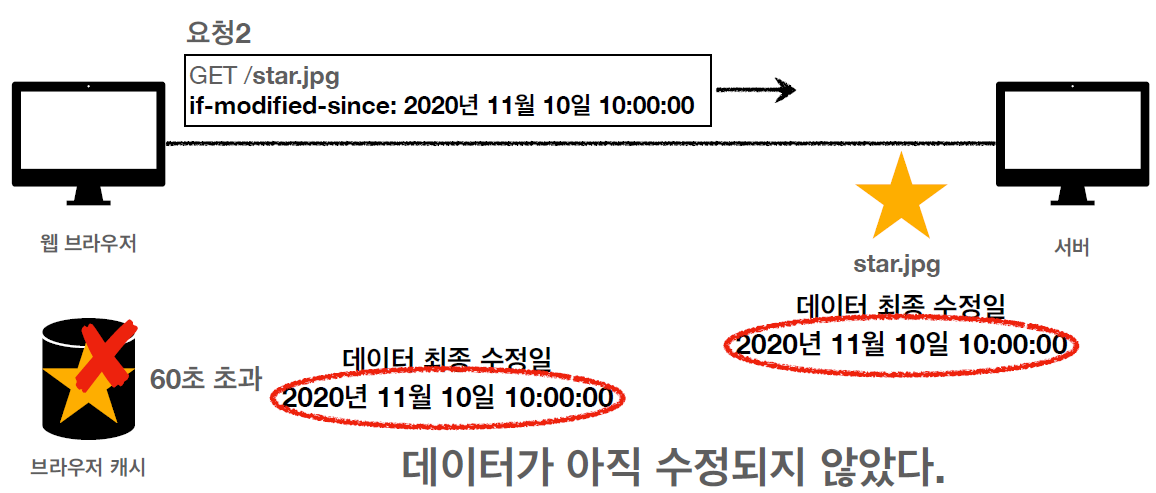 요청2
GET /star.jpg
if-modified-since: 2020년 11월 10일 10:00:00
웹 브라우저
서버
star.jpg
데이터 최종 수정일
2020년 11월 10일 10:00:00
60초 초과
데이터 최종 수정일
2020년 11월 10일 10:00:00
브라우저 캐시
데이터가 아직 수정되지 않았다.